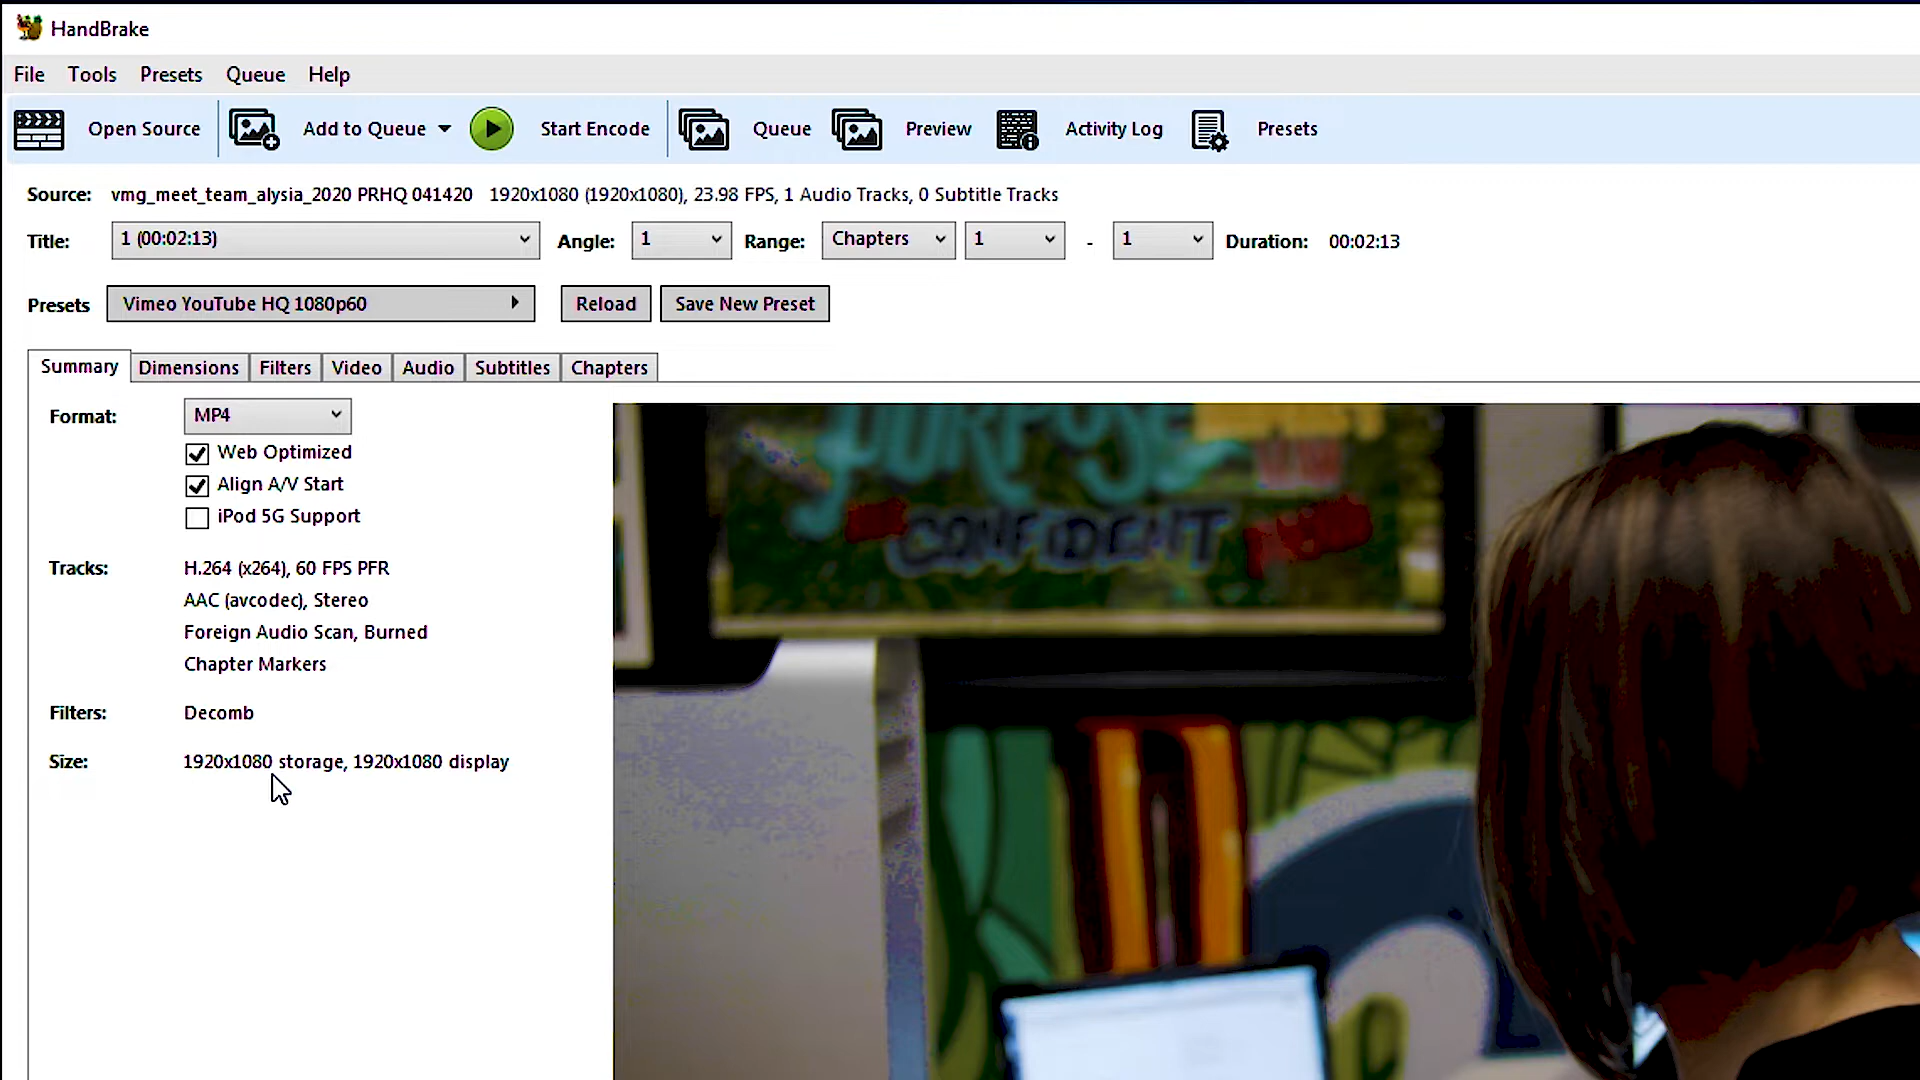 HandBrake
File Tools Presets Queue Help
Open Source Add to Queue Start Encode Queue Preview Activity Log Presets
Source: vmg_meet_team_alysia_2020 PRHQ 041420 1920x1080 (1920x1080), 23.98 FPS, 1 Audio Tracks, 0 Subtitle Tracks
Title: 1 (00:02:13) Angle: 1 Range: Chapters 1 - 1 Duration: 00:02:13
Presets Vimeo YouTube HQ 1080p60 Reload Save New Preset
Summary Dimensions Filters Video Audio Subtitles Chapters
Format: MP4
Web Optimized
Align A/V Start
iPod 5G Support
Tracks: H.264 (x264), 60 FPS PFR
AAC (avcodec), Stereo
Foreign Audio Scan, Burned
Chapter Markers
Filters: Decomb
Size: 1920x1080 storage, 1920x1080 display
PURPOSE
CONFIDENT